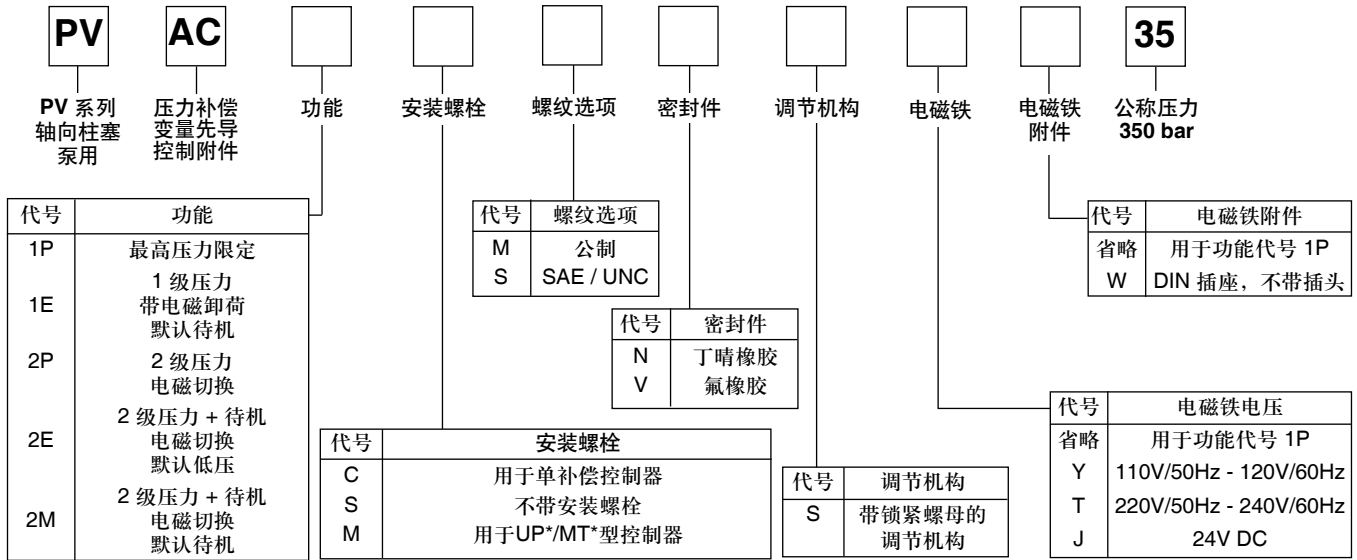 PV AC 35
PV 系列
轴向柱塞
泵用
压力补偿
变量先导
控制附件
功能
安装螺栓
螺纹选项
密封件
调节机构
电磁铁
电磁铁
附件
公称压力
350 bar
代号 功能
1P 最高压力限定
1E 1 级压力
带电磁卸荷
默认待机
2P 2 级压力
电磁切换
2E 2 级压力 + 待机
电磁切换
默认低压
2M 2 级压力 + 待机
电磁切换
默认待机
代号 安装螺栓
C 用于单补偿控制器
S 不带安装螺栓
M 用于UP*/MT*型控制器
代号 螺纹选项
M 公制
S SAE / UNC
代号 密封件
N 丁晴橡胶
V 氟橡胶
代号 调节机构
S 带锁紧螺母的
调节机构
代号 电磁铁电压
省略 用于功能代号 1P
Y 110V/50Hz - 120V/60Hz
T 220V/50Hz - 240V/60Hz
J 24V DC
代号 电磁铁附件
省略 用于功能代号 1P
W DIN 插座，不带插头